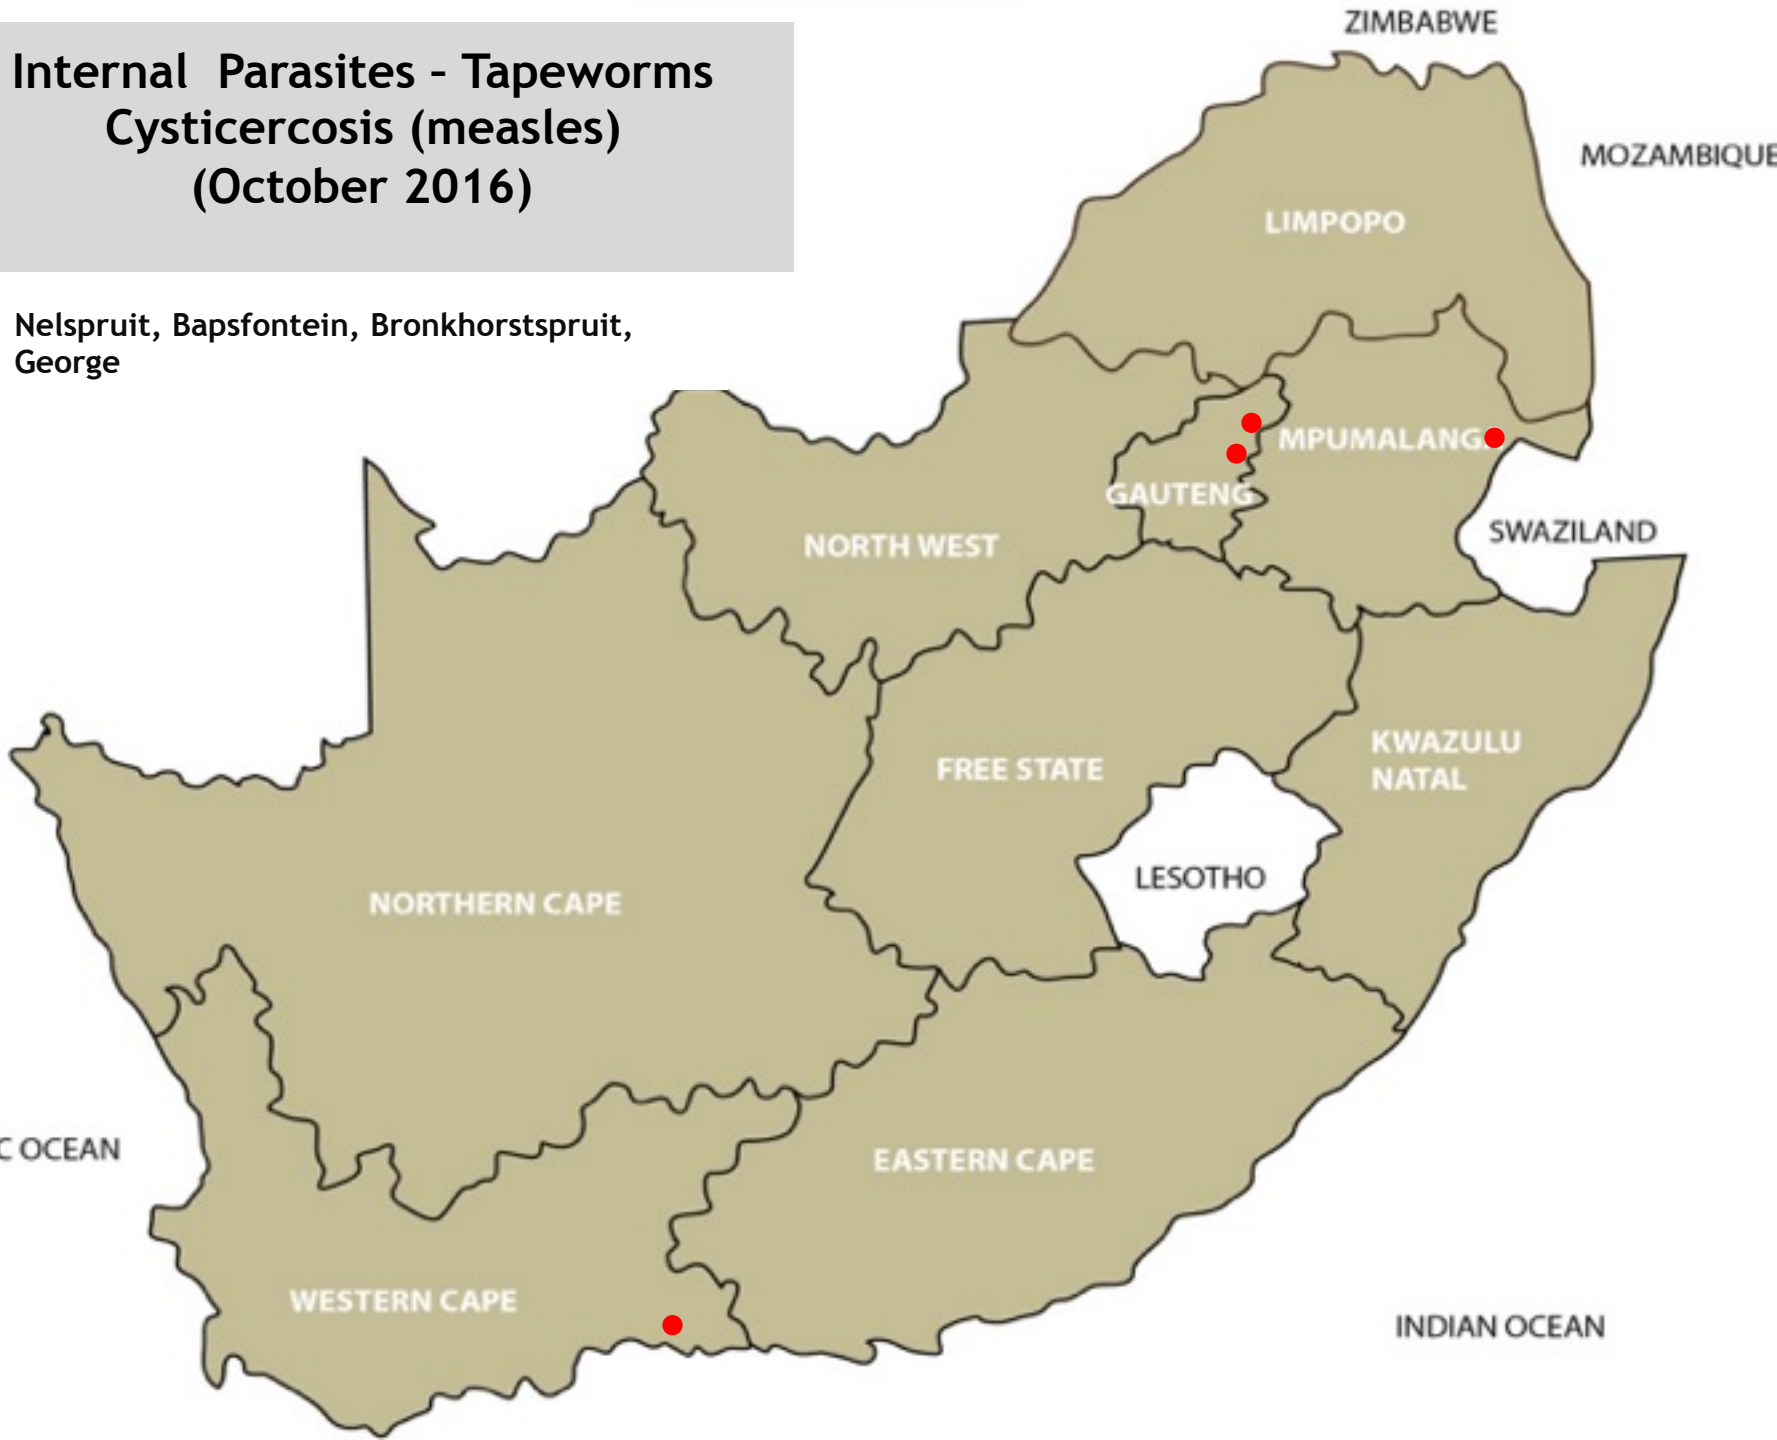 Internal Parasites – Tapeworms
Cysticercosis (measles)
(October 2016)
Nelspruit, Bapsfontein, Bronkhorstspruit,
George
ZIMBABWE
MOZAMBIQUE
LIMPOPO
MPUMALANG
GAUTENG
NORTH WEST
SWAZILAND
KWAZULU
NATAL
FREE STATE
LESOTHO
NORTHERN CAPE
C OCEAN
EASTERN CAPE
WESTERN CAPE
INDIAN OCEAN